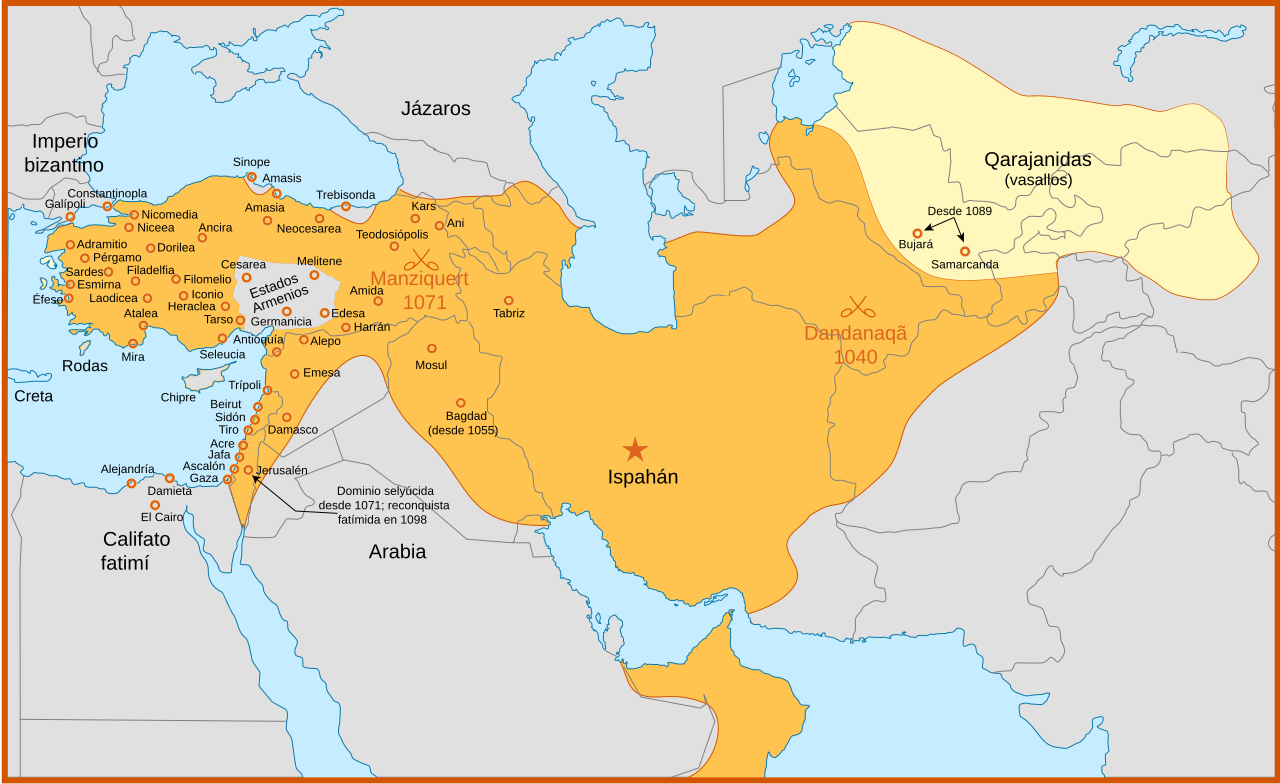 Jázaros
Imperio
bizantino
Qarajanidas
(vasallos)
Desde 1089
Bujará
Samarcanda
Sinope
Amasis
Constantinopla
Trebisonda
Galípoli
Nicomedia
Amasia
Kars
Niceea
Ancira
Neocesarea
Ani
Teodosiópolis
Adramitio
Dorilea
Pérgamo
Cesarea
Melitene
Sardes
Filadelfia
Filomelio
Manziquert
1071
Esmirna
Estados
Armenios
Amida
Éfeso
Laodicea
Iconio
Heraclea
Tabriz
Atalea
Tarso
Germanicia
Edesa
Harrán
Dandanaqã
1040
Mira
Seleucia
Antioquía
Alepo
Rodas
Mosul
Emesa
Creta
Chipre
Trípoli
Beirut
Sidón
Tiro
Damasco
Bagdad
(desde 1055)
Acre
Jafa
Ascalón
Gaza
Jerusalén
Ispahán
Alejandría
Damieta
El Cairo
Dominio selyúcida
desde 1071; reconquista
fatímida en 1098
Califato
fatimí
Arabia